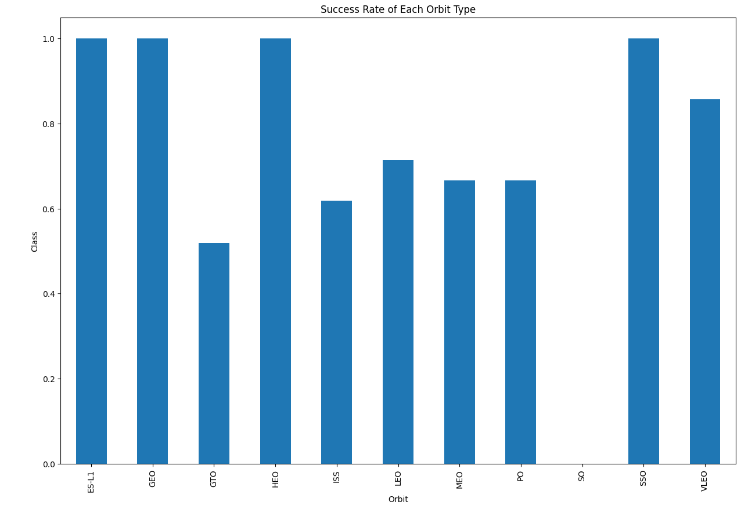 Success Rate of Each Orbit Type
1.0
0.8
0.6
0.4
0.2
0.0
Class
ES-L1
GEO
GTO
HEO
ISS
LEO
MEO
PO
SO
SSO
VLEO
Orbit